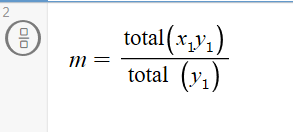 2
m = total(x₁y₁) / total (y₁)